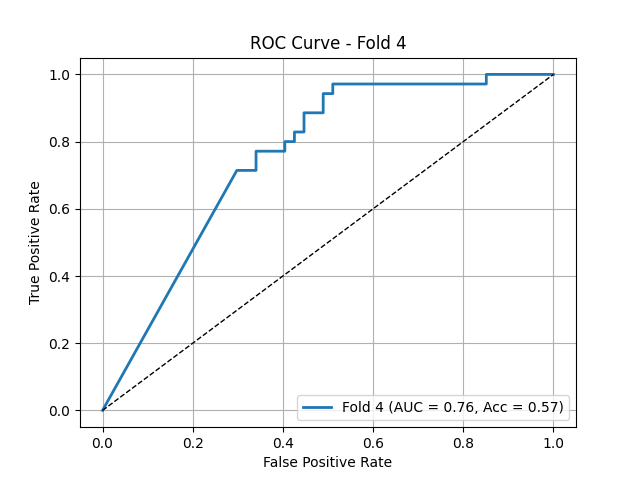 ROC Curve - Fold 4
True Positive Rate
1.0
0.8
0.6
0.4
0.2
0.0
Fold 4 (AUC = 0.76, Acc = 0.57)
0.0 0.2 0.4 0.6 0.8 1.0
False Positive Rate